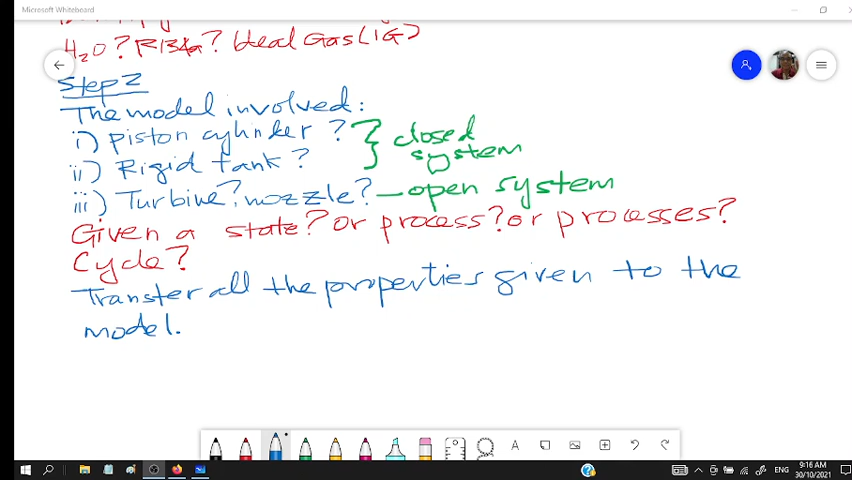 Microsoft Whiteboard
H2O? R134a? Ideal Gas (IG)
Step 2
The model involved:
i) piston cylinder? closed
ii) Rigid tank? system
iii) Turbine? nozzle? - open system
Given a state? or process? or processes?
Cycle?
Transfer all the properties given to the
model.
ENG
9:16 AM
30/10/2021